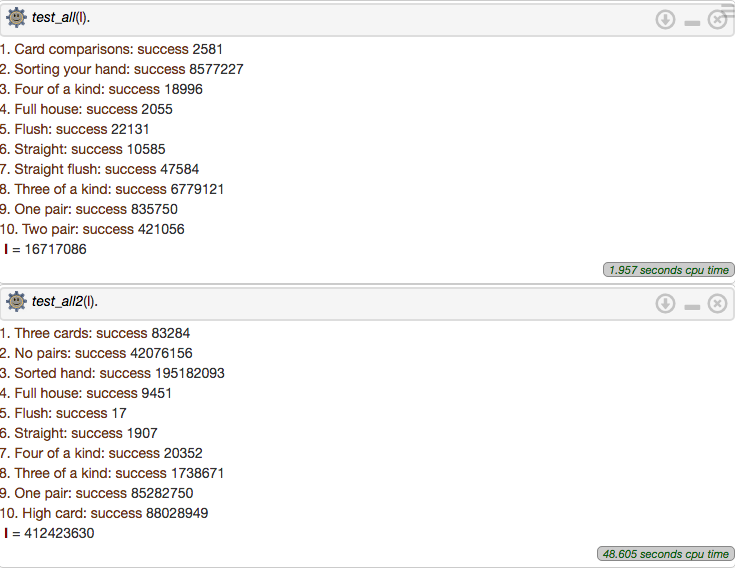 test_all(I).
1. Card comparisons: success 2581
2. Sorting your hand: success 8577227
3. Four of a kind: success 18996
4. Full house: success 2055
5. Flush: success 22131
6. Straight: success 10585
7. Straight flush: success 47584
8. Three of a kind: success 6779121
9. One pair: success 835750
10. Two pair: success 421056
I = 16717086
1.957 seconds cpu time
test_all2(I).
1. Three cards: success 83284
2. No pairs: success 42076156
3. Sorted hand: success 195182093
4. Full house: success 9451
5. Flush: success 17
6. Straight: success 1907
7. Four of a kind: success 20352
8. Three of a kind: success 1738671
9. One pair: success 85282750
10. High card: success 88028949
I = 412423630
48.605 seconds cpu time